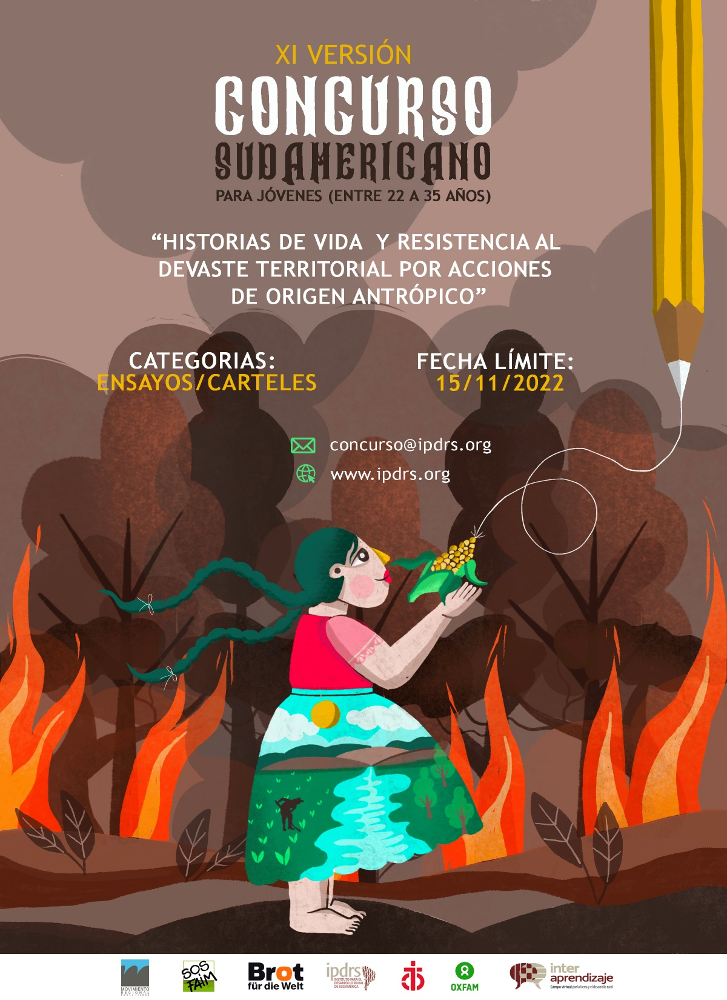 XI VERSIÓN
CONCURSO
SUDAMERICANO
PARA JÓVENES (ENTRE 22 A 35 AÑOS)
“HISTORIAS DE VIDA Y RESISTENCIA AL
DEVASTE TERRITORIAL POR ACCIONES
DE ORIGEN ANTRÓPICO”
CATEGORIAS:
ENSAYOS/CARTELES
FECHA LÍMITE:
15/11/2022
concurso@ipdrs.org
www.ipdrs.org
MOVIMIENTO
REGIONAL
POR LA TIERRA
SOS
FAIM
Brot
für die Welt
ipdrs
INSTITUTO PARA EL
DESARROLLO RURAL
DE SUDAMÉRICA
OXFAM
inter
aprendizaje
Campo virtual por la tierra y el desarrollo rural